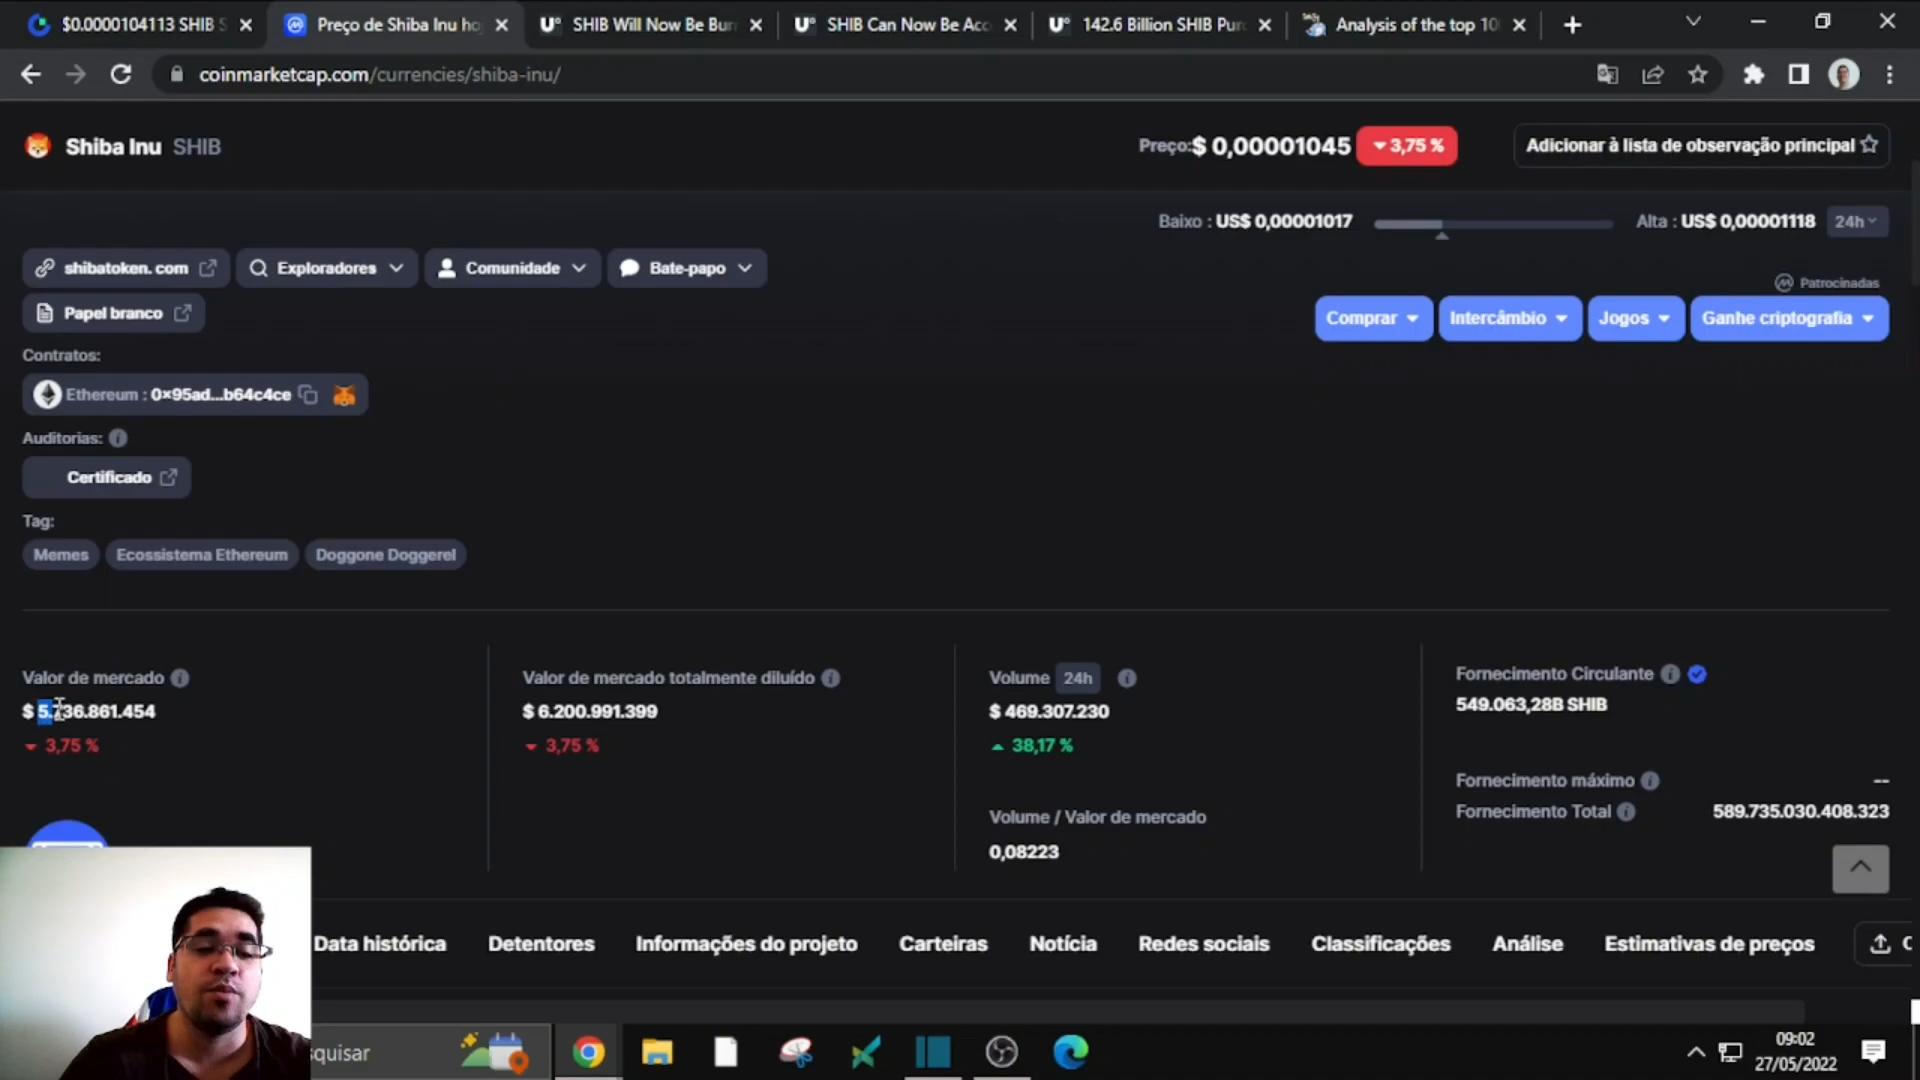 $0.0000104113 SHIB
Preço de Shiba Inu ho
SHIB Will Now Be Bur
SHIB Can Now Be Acc
142.6 Billion SHIB Pur
Analysis of the top 10
coinmarketcap.com/currencies/shiba-inu/
Shiba Inu SHIB
Preço:$ 0,00001045 3,75 %
Adicionar à lista de observação principal
Baixo : US$ 0,00001017
Alta : US$ 0,00001118 24h
shibatoken. com
Exploradores
Comunidade
Bate-papo
Patrocinadas
Papel branco
Comprar
Intercâmbio
Jogos
Ganhe criptografia
Contratos:
Ethereum : 0x95ad...b64c4ce
Auditorias:
Certificado
Tag:
Memes
Ecossistema Ethereum
Doggone Doggerel
Valor de mercado
$ 5.736.861.454
3,75 %
Valor de mercado totalmente diluído
$ 6.200.991.399
3,75 %
Volume 24h
$ 469.307.230
38,17 %
Volume / Valor de mercado
0,08223
Fornecimento Circulante
549.063,28B SHIB
Fornecimento máximo --
Fornecimento Total 589.735.030.408.323
Data histórica
Detentores
Informações do projeto
Carteiras
Notícia
Redes sociais
Classificações
Análise
Estimativas de preços
squisar
09:02
27/05/2022